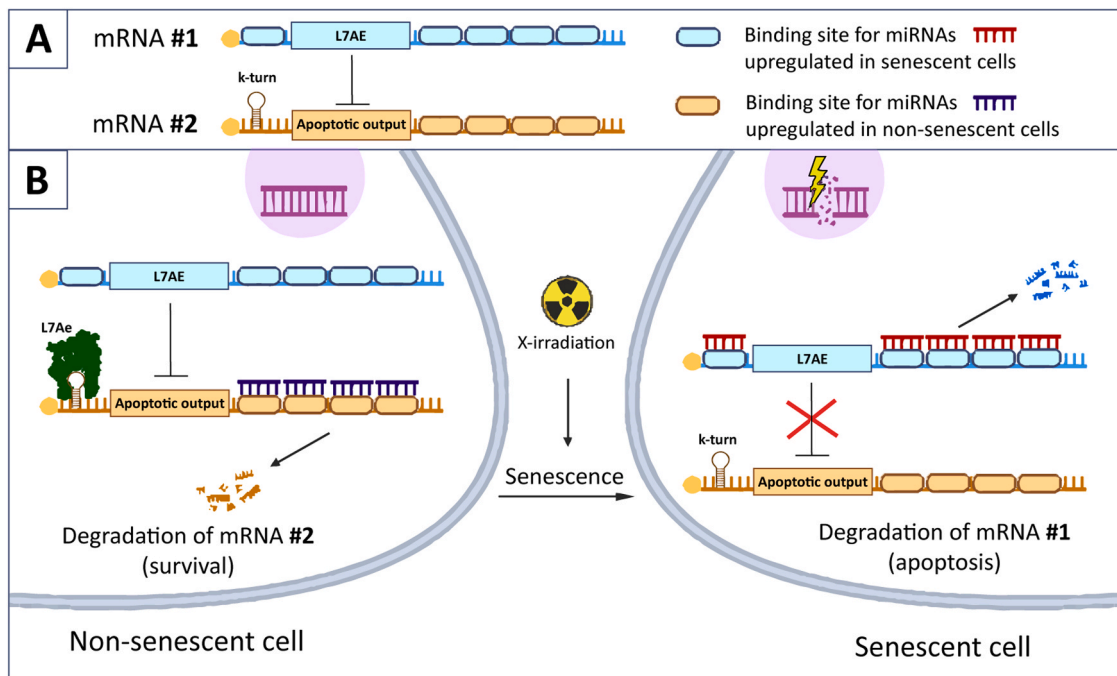 A
mRNA #1
L7AE
k-turn
mRNA #2
Apoptotic output
Binding site for miRNAs
upregulated in senescent cells
Binding site for miRNAs
upregulated in non-senescent cells
B
L7AE
L7Ae
Apoptotic output
Degradation of mRNA #2
(survival)
Non-senescent cell
X-irradiation
Senescence
L7AE
k-turn
Apoptotic output
Degradation of mRNA #1
(apoptosis)
Senescent cell